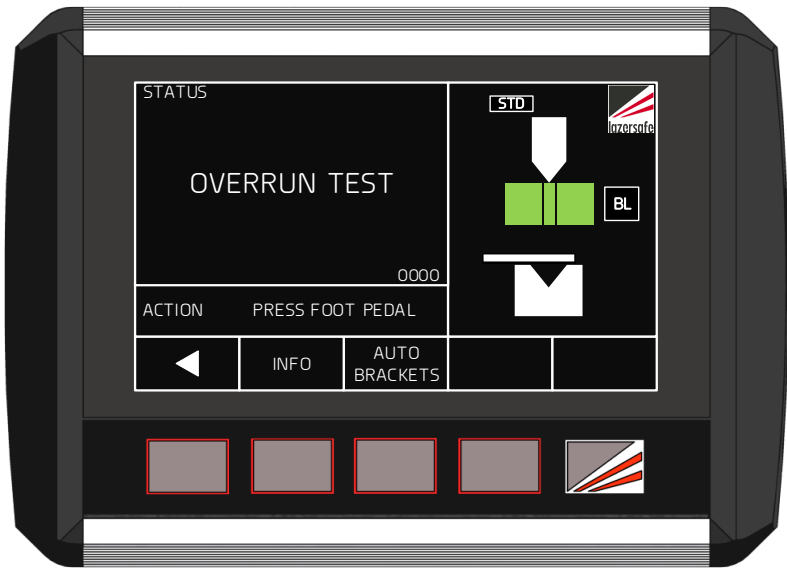 STATUS
STD
lazersafe
OVERRUN TEST
BL
0000
ACTION PRESS FOOT PEDAL
INFO
AUTO
BRACKETS